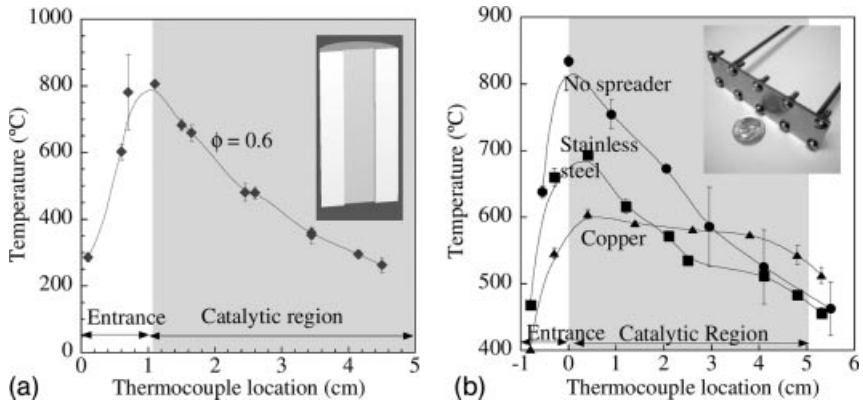 1000
800
600
400
200
0
Temperature (ºC)
ϕ = 0.6
Entrance
Catalytic region
0 1 2 3 4 5
Thermocouple location (cm)
(a)
900
800
700
600
500
400
Temperature (ºC)
No spreader
Stainless
steel
Copper
Entrance
Catalytic Region
-1 0 1 2 3 4 5 6
Thermocouple location (cm)
(b)